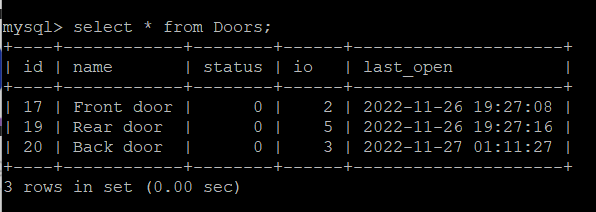 mysql> select * from Doors;
+----+------------+--------+------+---------------------+
| id | name       | status | io   | last_open           |
+----+------------+--------+------+---------------------+
| 17 | Front door |      0 |    2 | 2022-11-26 19:27:08 |
| 19 | Rear door  |      0 |    5 | 2022-11-26 19:27:16 |
| 20 | Back door  |      0 |    3 | 2022-11-27 01:11:27 |
+----+------------+--------+------+---------------------+
3 rows in set (0.00 sec)